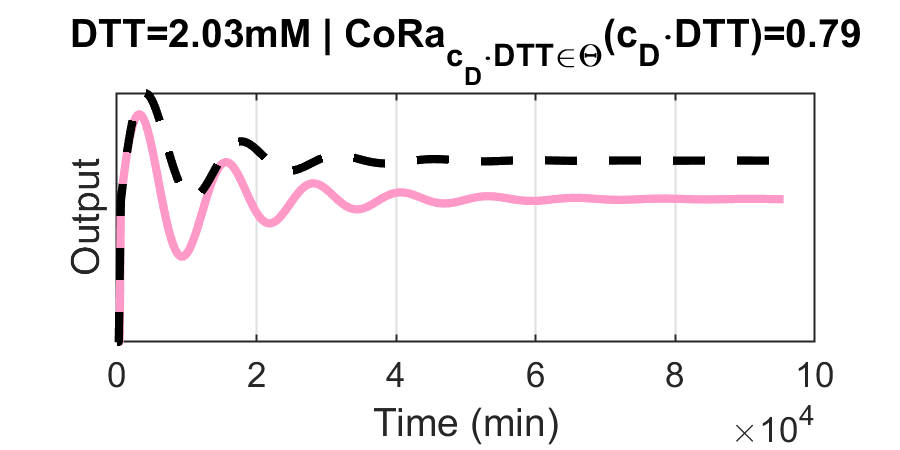 DTT=2.03mM | CoRa_{c_D·DTT∈Θ}(c_D·DTT)=0.79
Output
0 2 4 6 8 10
Time (min)
×10^4